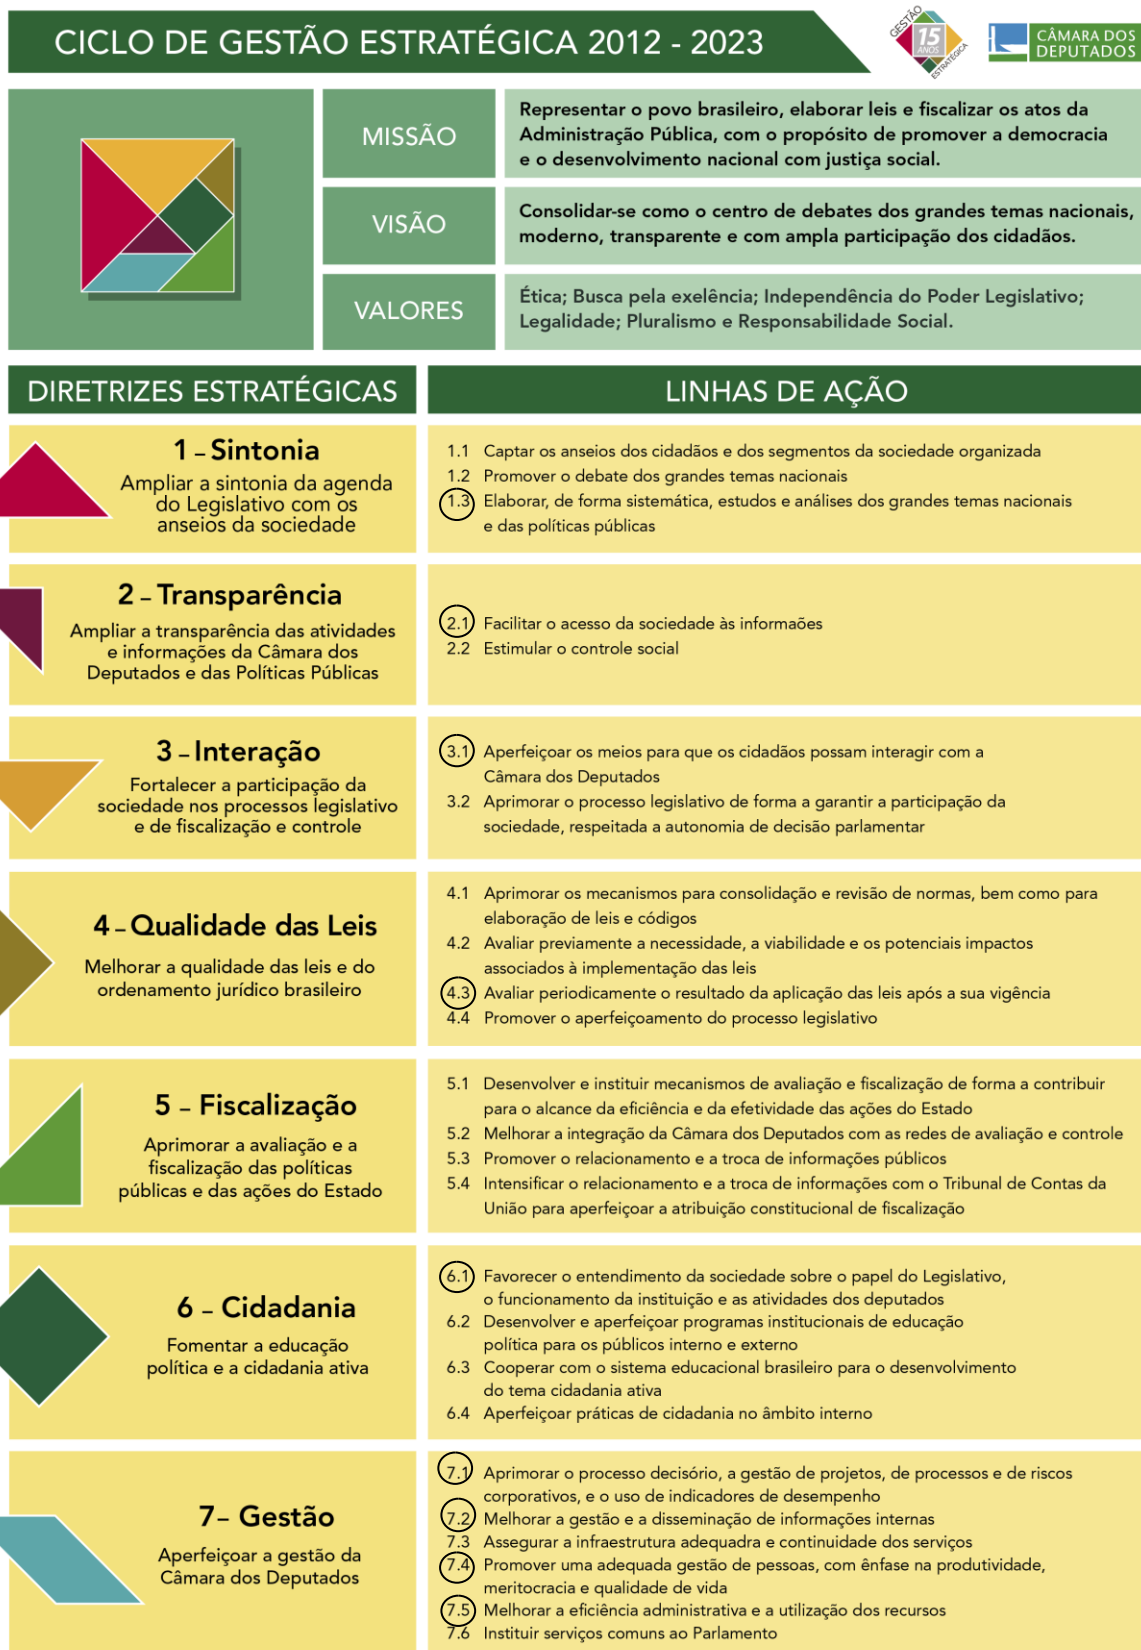 CICLO DE GESTÃO ESTRATÉGICA 2012 - 2023
GESTÃO
15
ANOS
ESTRATÉGICA
CÂMARA DOS
DEPUTADOS
MISSÃO
Representar o povo brasileiro, elaborar leis e fiscalizar os atos da
Administração Pública, com o propósito de promover a democracia
e o desenvolvimento nacional com justiça social.
VISÃO
Consolidar-se como o centro de debates dos grandes temas nacionais,
moderno, transparente e com ampla participação dos cidadãos.
VALORES
Ética; Busca pela exelência; Independência do Poder Legislativo;
Legalidade; Pluralismo e Responsabilidade Social.
DIRETRIZES ESTRATÉGICAS
LINHAS DE AÇÃO
1 – Sintonia
Ampliar a sintonia da agenda
do Legislativo com os
anseios da sociedade
1.1 Captar os anseios dos cidadãos e dos segmentos da sociedade organizada
1.2 Promover o debate dos grandes temas nacionais
1.3 Elaborar, de forma sistemática, estudos e análises dos grandes temas nacionais
e das políticas públicas
2 – Transparência
Ampliar a transparência das atividades
e informações da Câmara dos
Deputados e das Políticas Públicas
2.1 Facilitar o acesso da sociedade às informaões
2.2 Estimular o controle social
3 – Interação
Fortalecer a participação da
sociedade nos processos legislativo
e de fiscalização e controle
3.1 Aperfeiçoar os meios para que os cidadãos possam interagir com a
Câmara dos Deputados
3.2 Aprimorar o processo legislativo de forma a garantir a participação da
sociedade, respeitada a autonomia de decisão parlamentar
4 – Qualidade das Leis
Melhorar a qualidade das leis e do
ordenamento jurídico brasileiro
4.1 Aprimorar os mecanismos para consolidação e revisão de normas, bem como para
elaboração de leis e códigos
4.2 Avaliar previamente a necessidade, a viabilidade e os potenciais impactos
associados à implementação das leis
4.3 Avaliar periodicamente o resultado da aplicação das leis após a sua vigência
4.4 Promover o aperfeiçoamento do processo legislativo
5 – Fiscalização
Aprimorar a avaliação e a
fiscalização das políticas
públicas e das ações do Estado
5.1 Desenvolver e instituir mecanismos de avaliação e fiscalização de forma a contribuir
para o alcance da eficiência e da efetividade das ações do Estado
5.2 Melhorar a integração da Câmara dos Deputados com as redes de avaliação e controle
5.3 Promover o relacionamento e a troca de informações públicos
5.4 Intensificar o relacionamento e a troca de informações com o Tribunal de Contas da
União para aperfeiçoar a atribuição constitucional de fiscalização
6 – Cidadania
Fomentar a educação
política e a cidadania ativa
6.1 Favorecer o entendimento da sociedade sobre o papel do Legislativo,
o funcionamento da instituição e as atividades dos deputados
6.2 Desenvolver e aperfeiçoar programas institucionais de educação
política para os públicos interno e externo
6.3 Cooperar com o sistema educacional brasileiro para o desenvolvimento
do tema cidadania ativa
6.4 Aperfeiçoar práticas de cidadania no âmbito interno
7– Gestão
Aperfeiçoar a gestão da
Câmara dos Deputados
7.1 Aprimorar o processo decisório, a gestão de projetos, de processos e de riscos
corporativos, e o uso de indicadores de desempenho
7.2 Melhorar a gestão e a disseminação de informações internas
7.3 Assegurar a infraestrutura adequadra e continuidade dos serviços
7.4 Promover uma adequada gestão de pessoas, com ênfase na produtividade,
meritocracia e qualidade de vida
7.5 Melhorar a eficiência administrativa e a utilização dos recursos
7.6 Instituir serviços comuns ao Parlamento